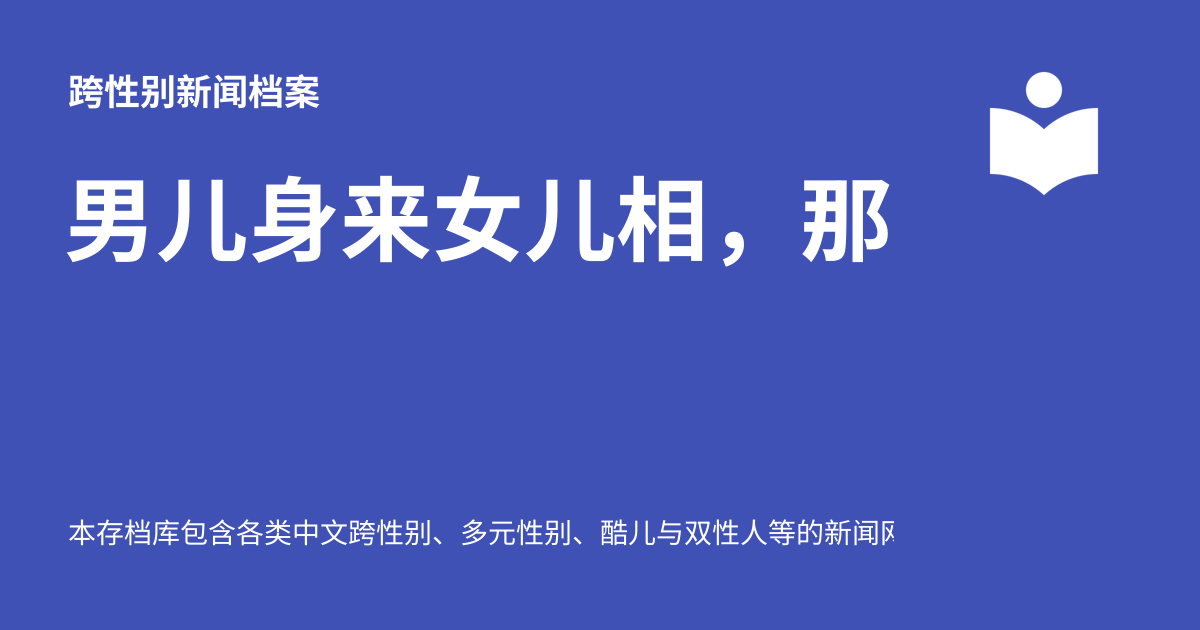 跨性别新闻档案
男儿身来女儿相，那
本存档库包含各类中文跨性别、多元性别、酷儿与双性人等的新闻网